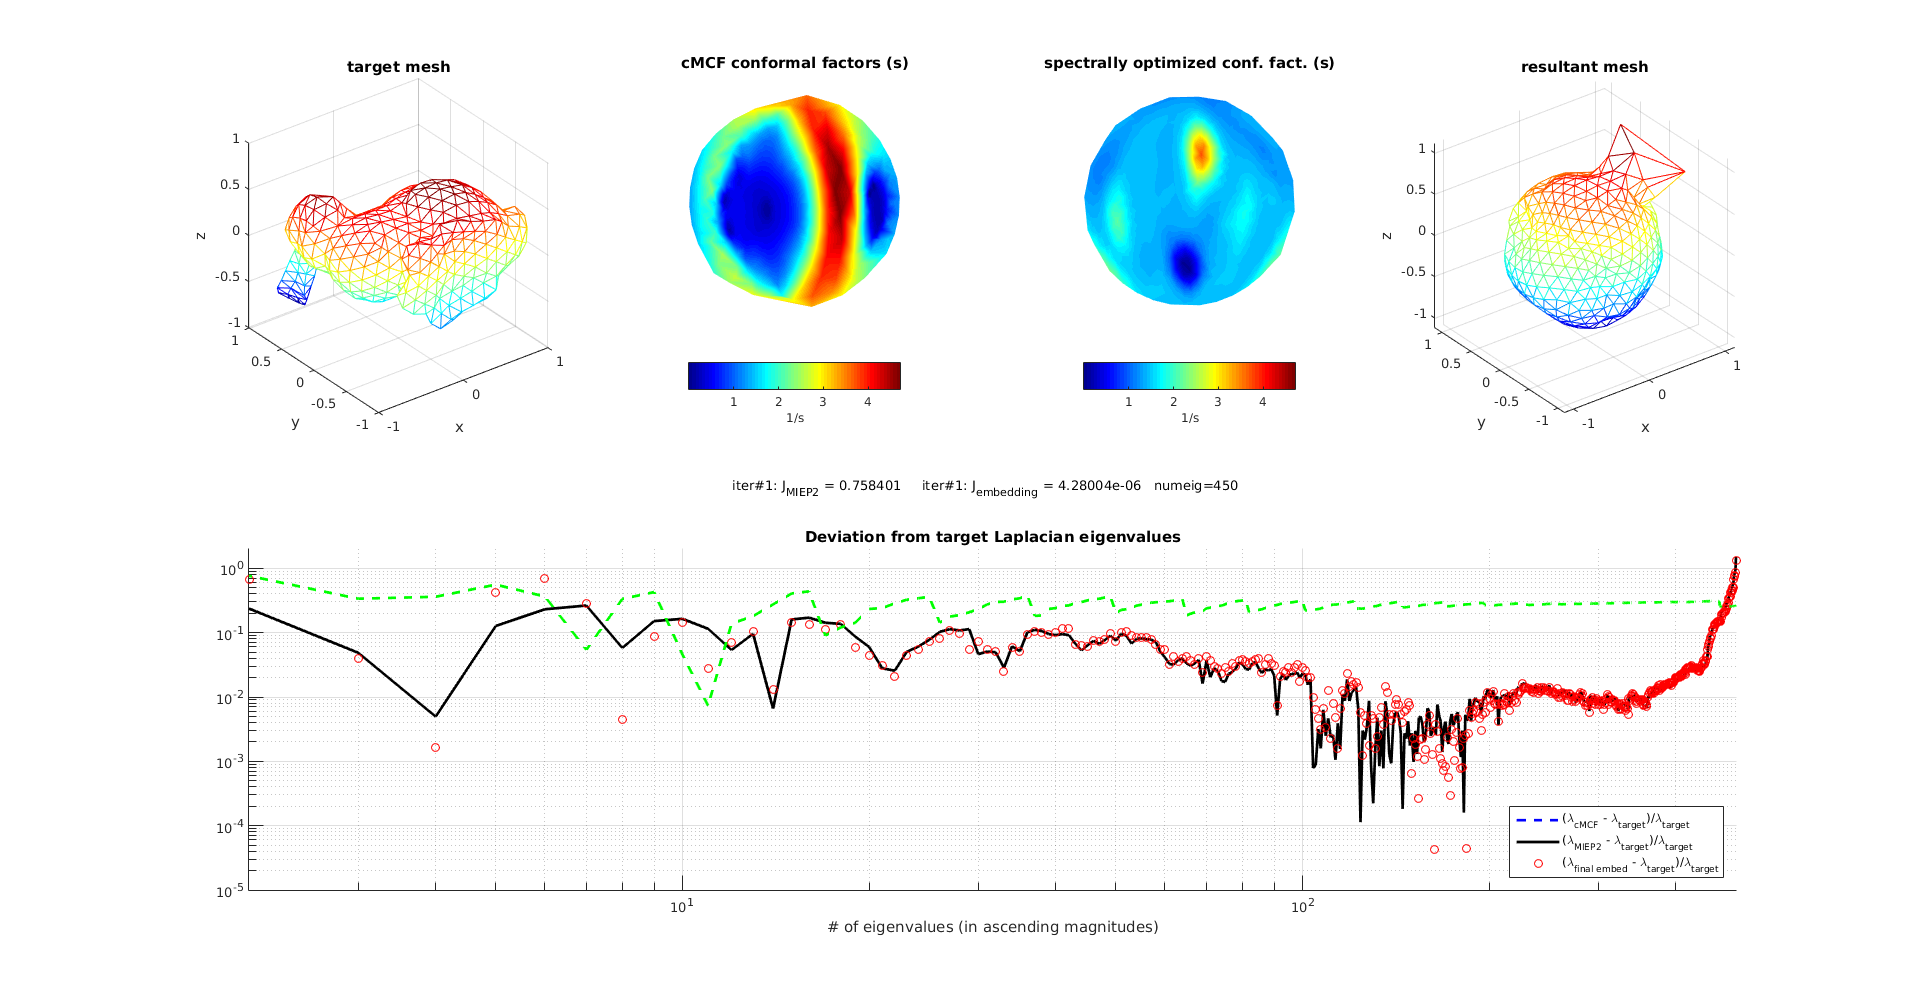 target mesh
cMCF conformal factors (s)
spectrally optimized conf. fact. (s)
resultant mesh
1
0.5
0
-0.5
-1
z
1
0.5
0
-0.5
-1
y
-1
0
1
x
1 2 3 4
1/s
1 2 3 4
1/s
1
0.5
0
-0.5
-1
z
1
0.5
0
-0.5
-1
y
-1
0
1
x
iter#1: J_MIEP2 = 0.758401 iter#1: J_embedding = 4.28004e-06 numeig=450
Deviation from target Laplacian eigenvalues
10^0
10^-1
10^-2
10^-3
10^-4
10^-5
10^1 10^2
# of eigenvalues (in ascending magnitudes)
(λ_cMCF - λ_target)/λ_target
(λ_MIEP2 - λ_target)/λ_target
(λ_final embed - λ_target)/λ_target